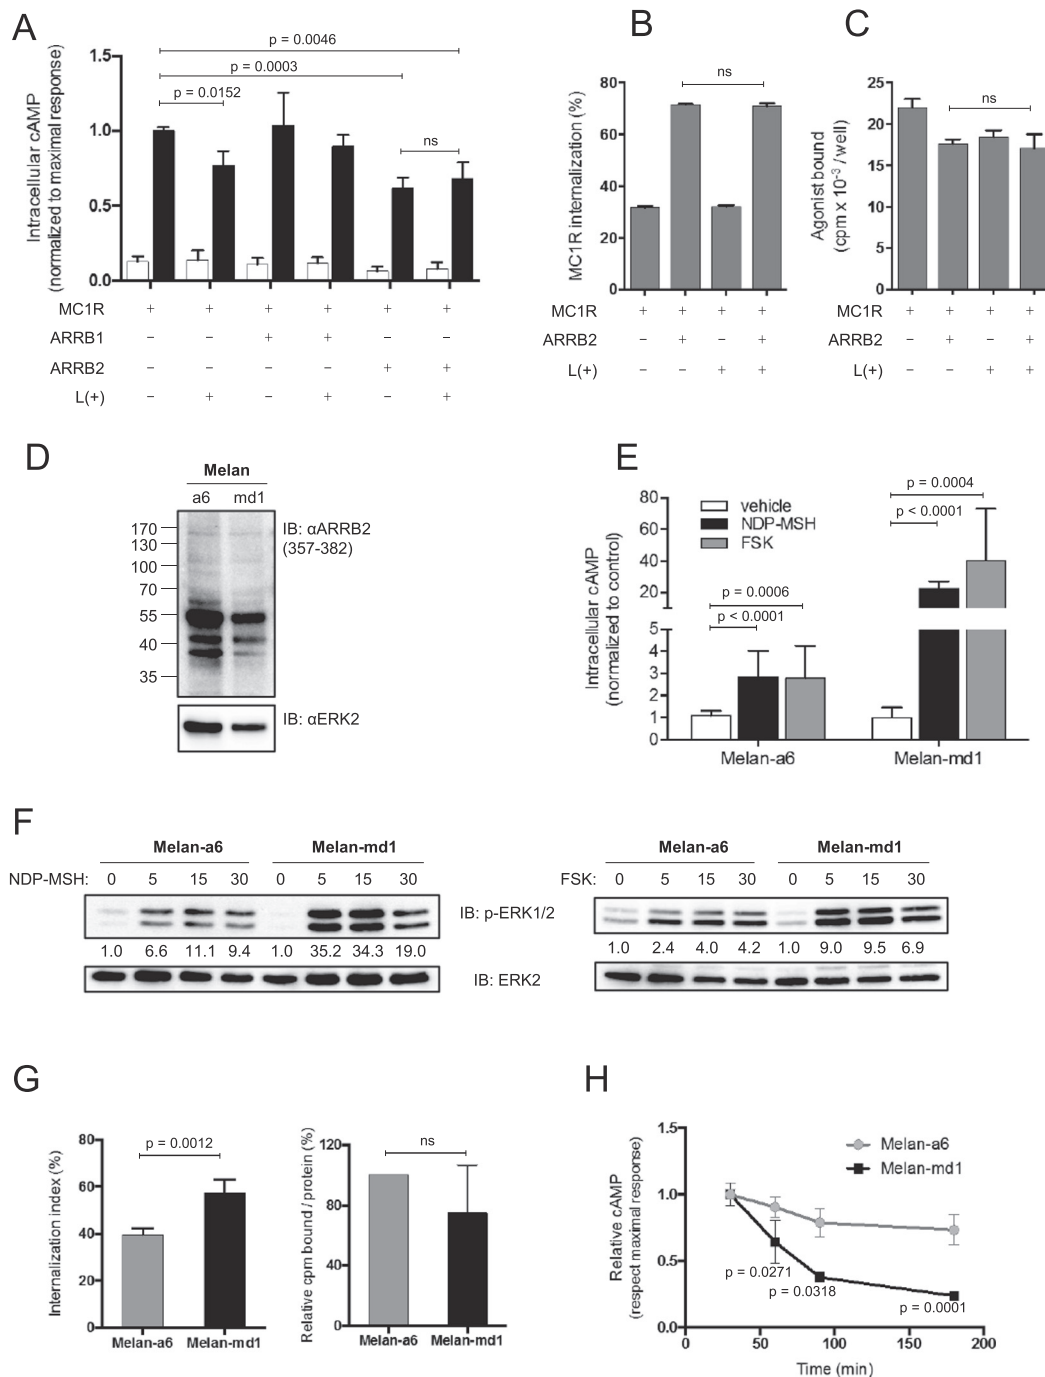 A
Intracellular cAMP
(normalized to maximal response)
1.5
1.0
0.5
0.0
p = 0.0046
p = 0.0003
p = 0.0152
ns
MC1R + + + + + +
ARRB1 – – + + – –
ARRB2 – – – – + +
L(+) – + – + – +
B
MC1R internalization (%)
80
60
40
20
0
ns
MC1R + + + +
ARRB2 – + – +
L(+) – – + +
C
Agonist bound
(cpm x 10⁻³ / well)
25
20
15
10
5
0
ns
MC1R + + + +
ARRB2 – + – +
L(+) – – + +
D
Melan
a6 md1
170
130
100
70
55
40
35
IB: αARRB2
(357-382)
IB: αERK2
E
Intracellular cAMP
(normalized to control)
80
60
40
20
5
4
3
2
1
0
vehicle
NDP-MSH
FSK
p = 0.0004
p < 0.0001
p = 0.0006
p < 0.0001
Melan-a6 Melan-md1
F
Melan-a6 Melan-md1
NDP-MSH: 0 5 15 30 0 5 15 30
IB: p-ERK1/2
1.0 6.6 11.1 9.4 1.0 35.2 34.3 19.0
IB: ERK2
Melan-a6 Melan-md1
FSK: 0 5 15 30 0 5 15 30
1.0 2.4 4.0 4.2 1.0 9.0 9.5 6.9
G
Internalization index (%)
80
60
40
20
0
p = 0.0012
Melan-a6 Melan-md1
Relative cpm bound / protein (%)
120
80
40
0
ns
Melan-a6 Melan-md1
H
Relative cAMP
(respect maximal response)
1.5
1.0
0.5
0.0
Melan-a6
Melan-md1
p = 0.0271
p = 0.0318
p = 0.0001
0 50 100 150 200
Time (min)